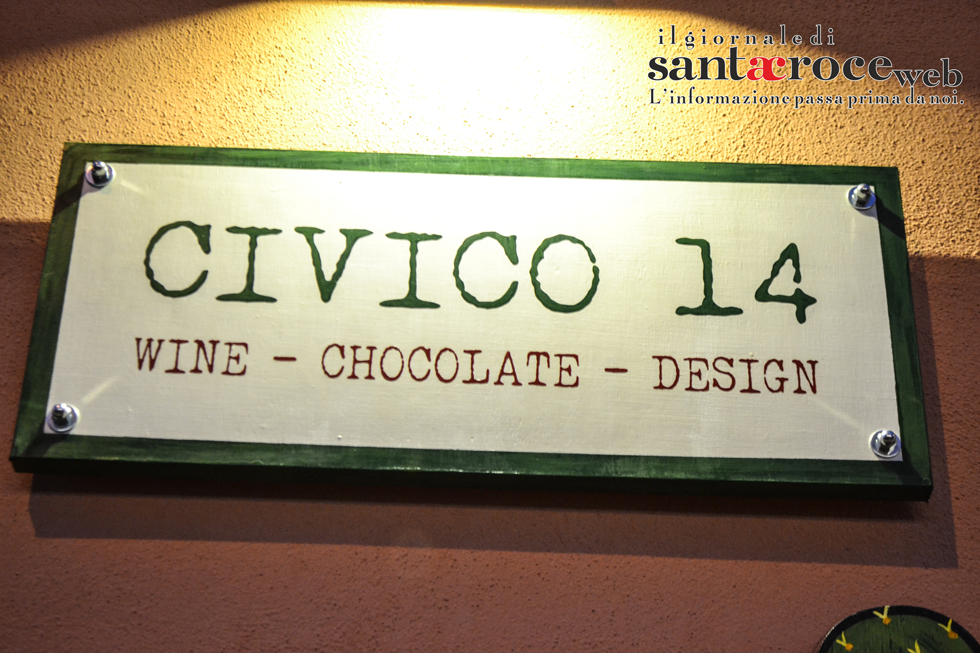 il giornale di
santacroceweb
L'informazione passa prima da noi.
CIVICO 14
WINE - CHOCOLATE - DESIGN